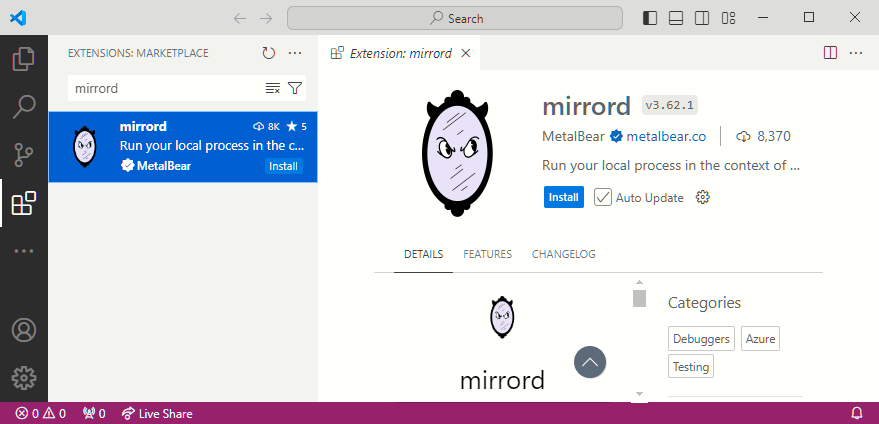 Search
EXTENSIONS: MARKETPLACE
mirrord
mirrord 8K 5
Run your local process in the c...
MetalBear Install
Extension: mirrord
mirrord v3.62.1
MetalBear metalbear.co 8,370
Run your local process in the context of ...
Install Auto Update
DETAILS FEATURES CHANGELOG
mirrord
Categories
Debuggers Azure
Testing
0 0 0 Live Share